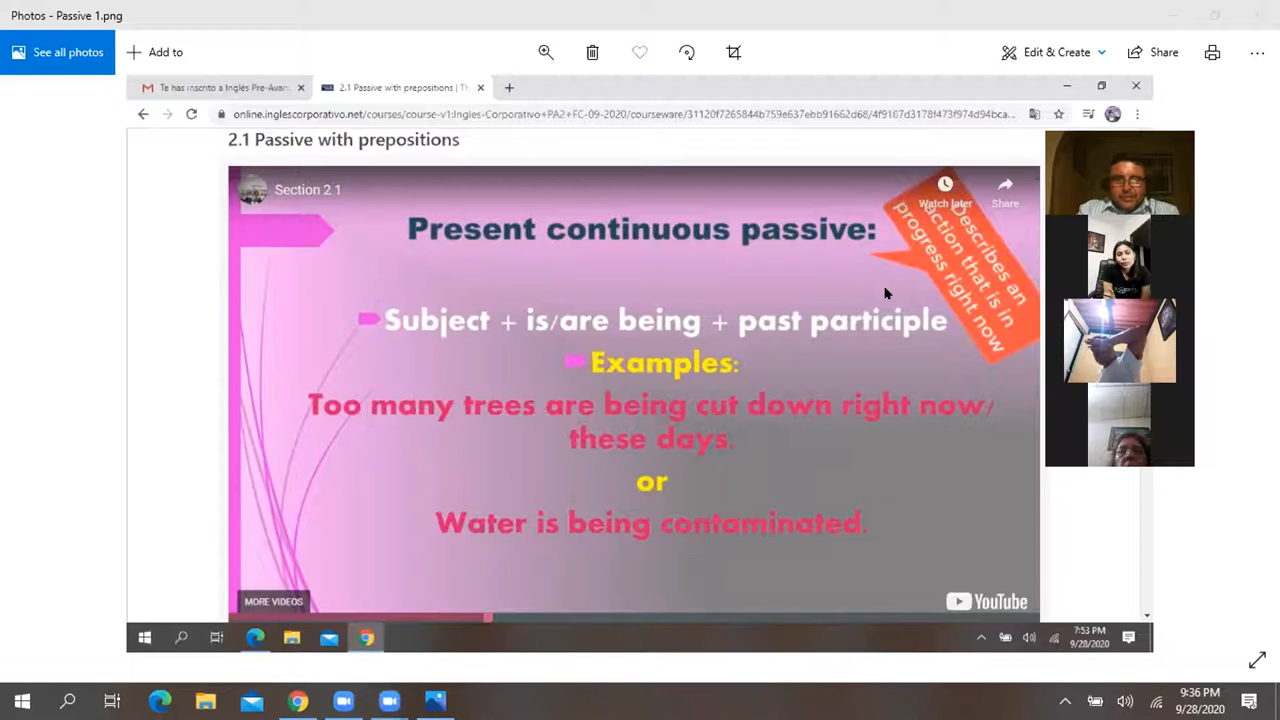 Photos - Passive 1.png
See all photos
Add to
Edit & Create
Share
Te has inscrito a Inglés Pre-Avan
2.1 Passive with prepositions | Th
online.inglescorporativo.net/courses/course-v1:Ingles-Corporativo+PA2+FC-09-2020/courseware/
2.1 Passive with prepositions
Section 2.1
Watch later
Share
Describes an
action that is in
progress right now
Present continuous passive:
Subject + is/are being + past participle
Examples:
Too many trees are being cut down right now/
these days.
or
Water is being contaminated.
MORE VIDEOS
YouTube
7:53 PM
9/28/2020
9:36 PM
9/28/2020